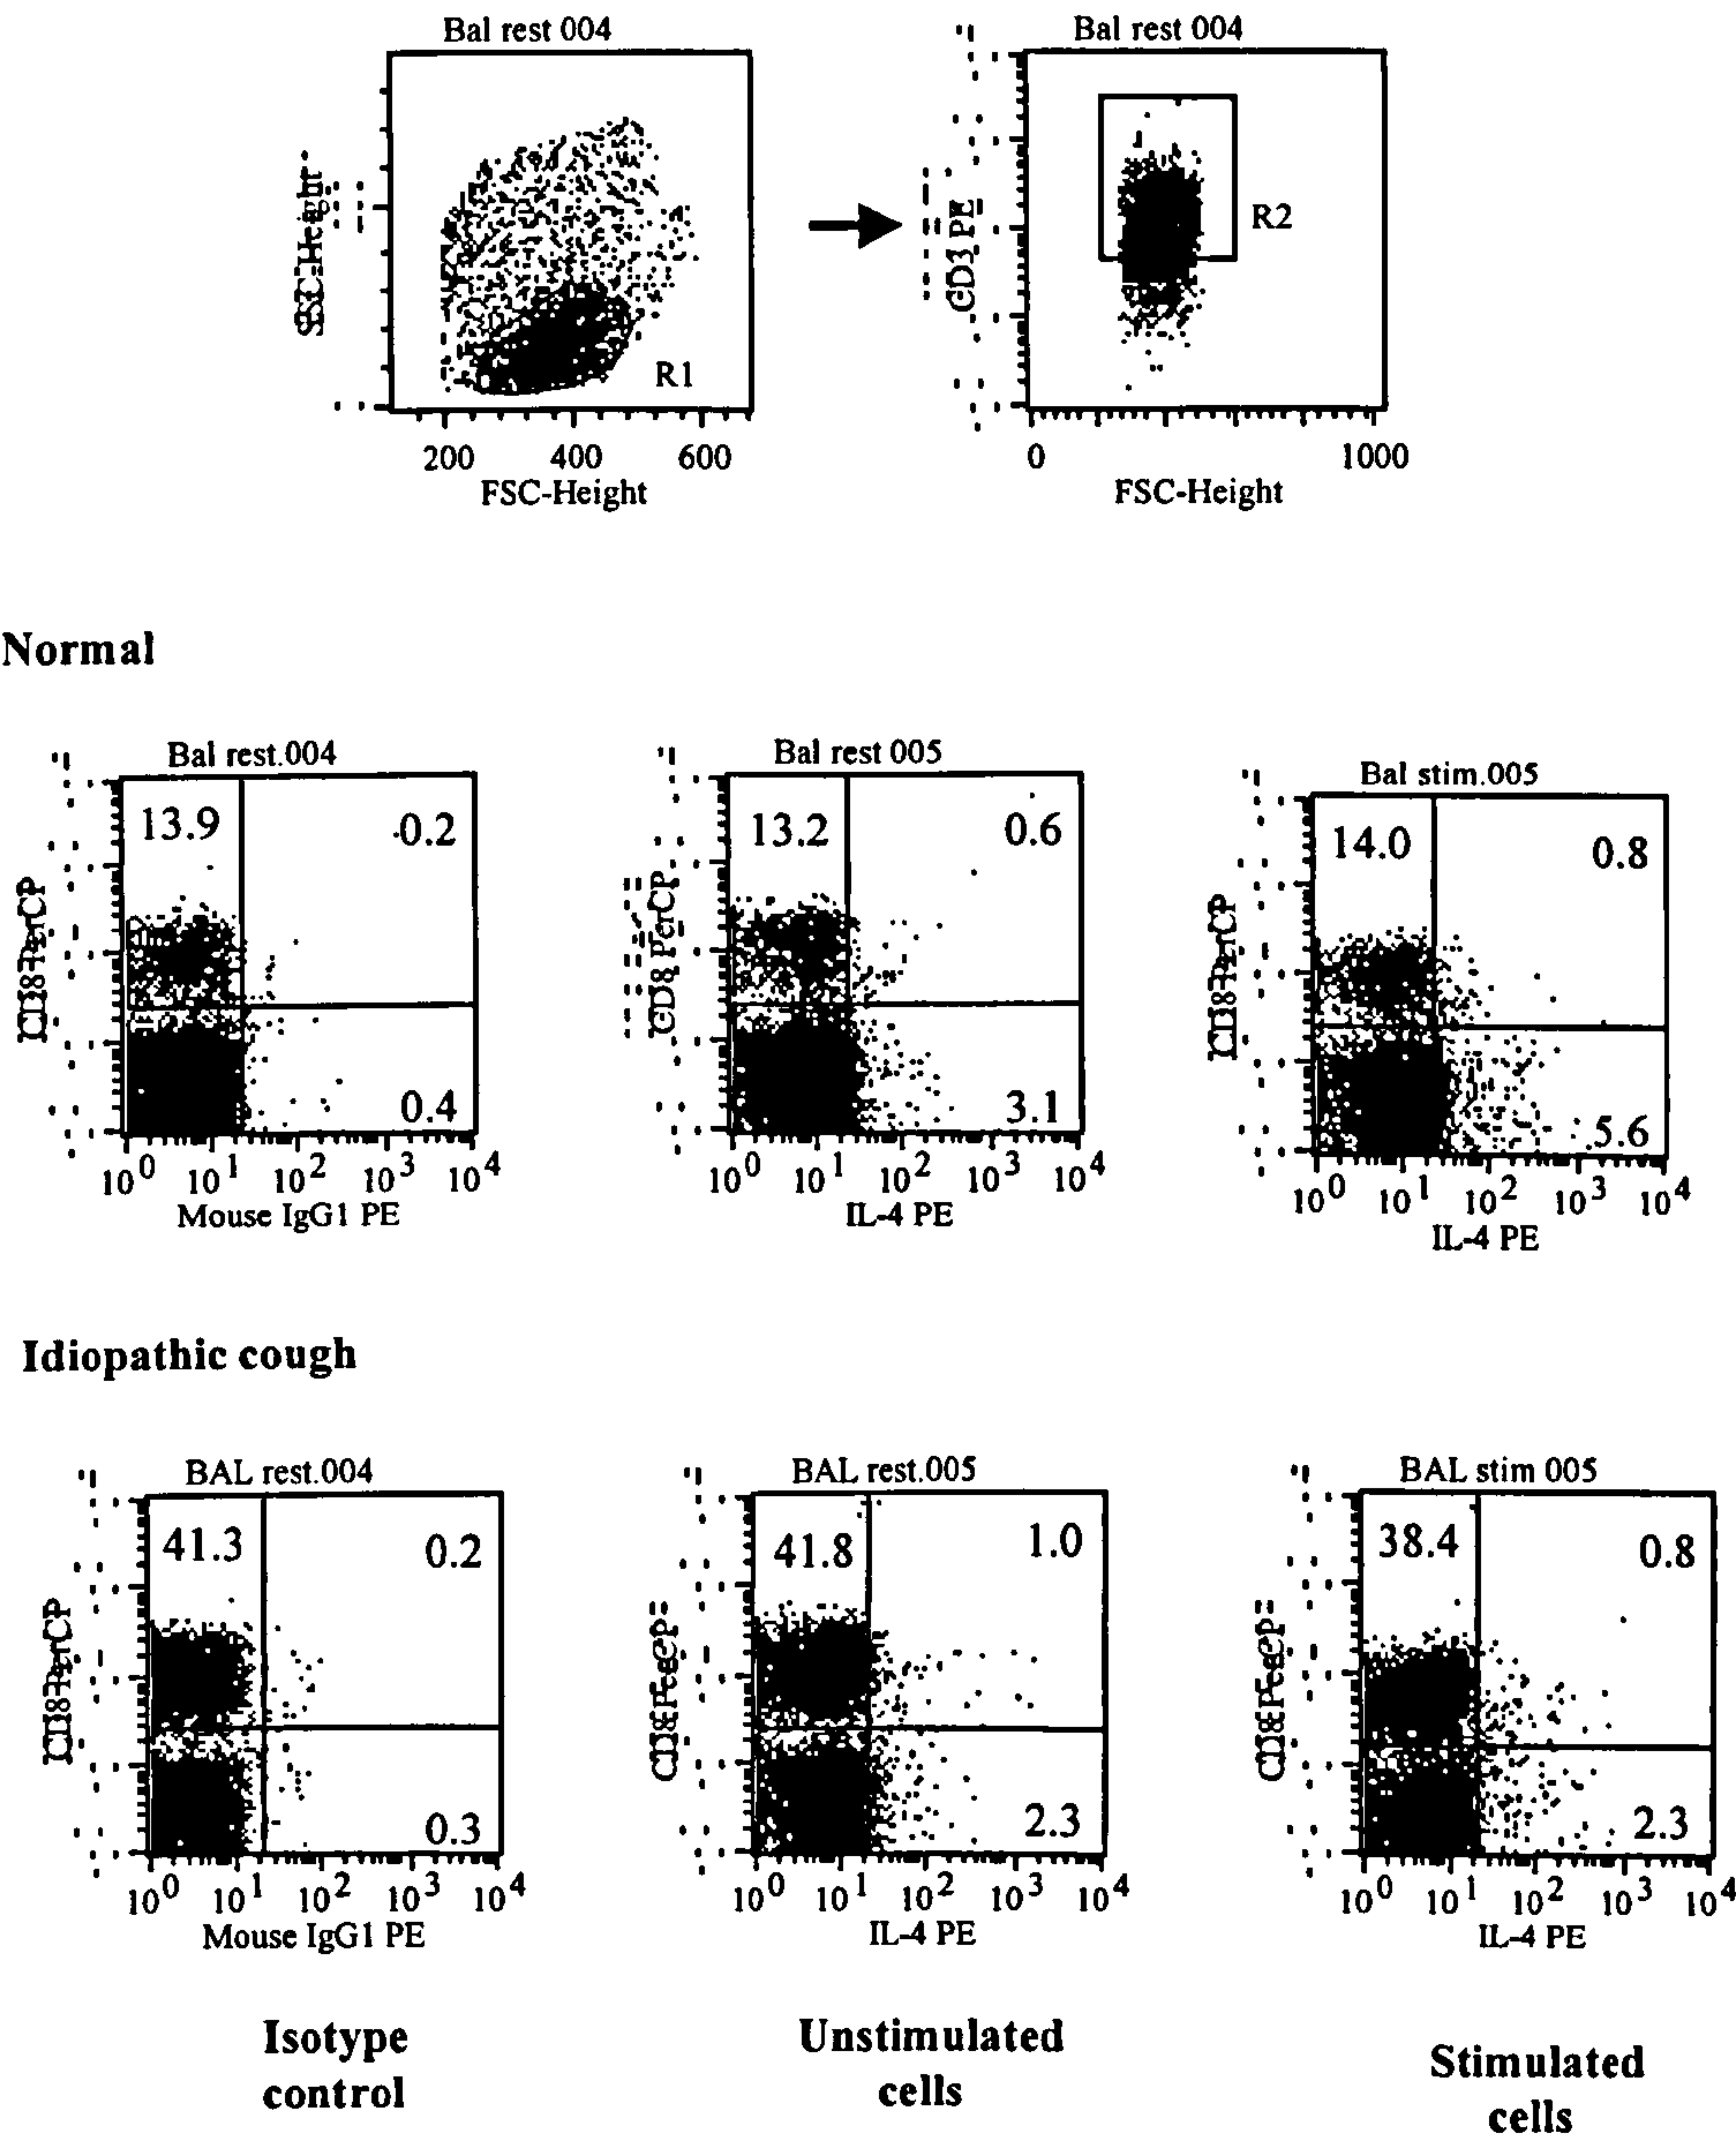 Bal rest 004
Bal rest 004
SSC-Height
R1
200 400 600
FSC-Height
CD3 PE
R2
0 1000
FSC-Height
Normal
Bal rest.004
CD8 PerCP
13.9 0.2
0.4
10^0 10^1 10^2 10^3 10^4
Mouse IgG1 PE
Bal rest 005
CD8 PerCP
13.2 0.6
3.1
10^0 10^1 10^2 10^3 10^4
IL-4 PE
Bal stim.005
CD8 PerCP
14.0 0.8
5.6
10^0 10^1 10^2 10^3 10^4
IL-4 PE
Idiopathic cough
BAL rest.004
CD8 PerCP
41.3 0.2
0.3
10^0 10^1 10^2 10^3 10^4
Mouse IgG1 PE
BAL rest.005
CD8 PerCP
41.8 1.0
2.3
10^0 10^1 10^2 10^3 10^4
IL-4 PE
BAL stim 005
CD8 PerCP
38.4 0.8
2.3
10^0 10^1 10^2 10^3 10^4
IL-4 PE
Isotype
control
Unstimulated
cells
Stimulated
cells